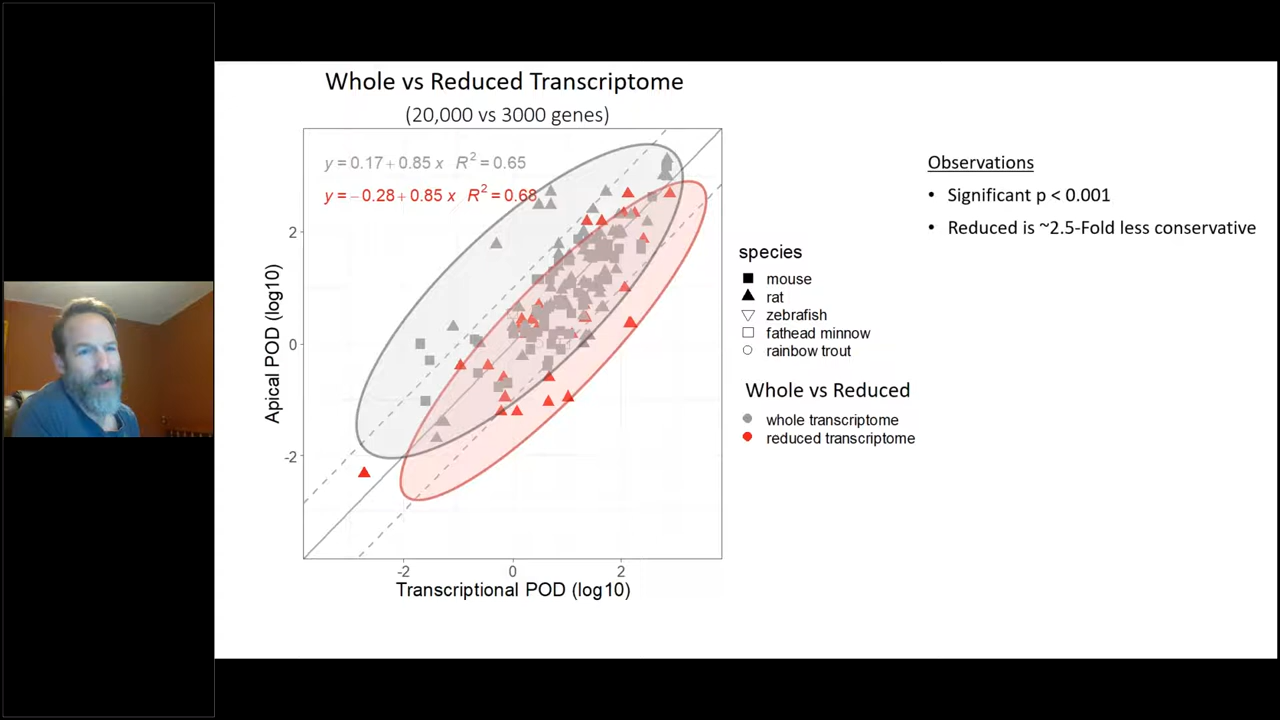 Whole vs Reduced Transcriptome
(20,000 vs 3000 genes)
y = 0.17 + 0.85 x R² = 0.65
y = − 0.28 + 0.85 x R² = 0.68
2
0
-2
Apical POD (log10)
-2 0 2
Transcriptional POD (log10)
species
mouse
rat
zebrafish
fathead minnow
rainbow trout
Whole vs Reduced
whole transcriptome
reduced transcriptome
Observations
• Significant p < 0.001
• Reduced is ~2.5-Fold less conservative